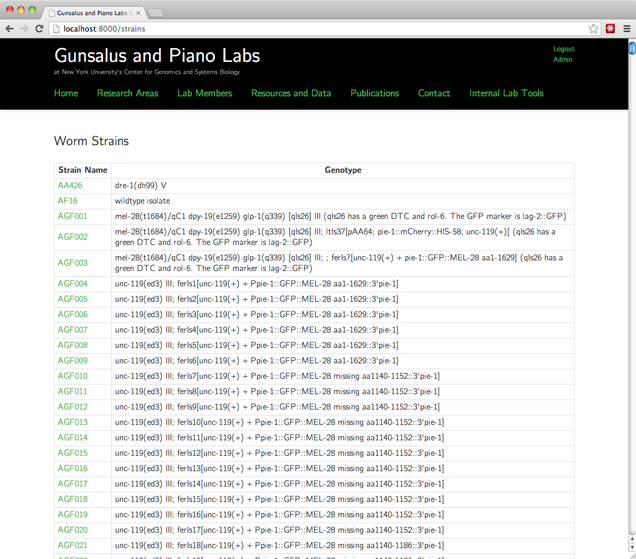 Gunsalus and Piano Labs
localhost:8000/strains
Gunsalus and Piano Labs
at New York University's Center for Genomics and Systems Biology
Logout
Admin
Home Research Areas Lab Members Resources and Data Publications Contact Internal Lab Tools
Worm Strains
Strain Name Genotype
AA426 dre-1(dh99) V
AF16 wildtype isolate
AGF001 mel-28(t1684)/qC1 dpy-19(e1259) glp-1(q339) [qIs26] III (qIs26 has a green DTC and rol-6. The GFP marker is lag-2::GFP)
AGF002 mel-28(t1684)/qC1 dpy-19(e1259) glp-1(q339) [qIs26] III; ltIs37[pAA64; pie-1::mCherry::HIS-58; unc-119(+)] (qIs26 has a
green DTC and rol-6. The GFP marker is lag-2::GFP)
AGF003 mel-28(t1684)/qC1 dpy-19(e1259) glp-1(q339) [qIs26] III; ; ferIs?[unc-119(+) + pie-1::GFP::MEL-28 aa1-1629] (qIs26 has a
green DTC and rol-6. The GFP marker is lag-2::GFP)
AGF004 unc-119(ed3) III; ferIs1[unc-119(+) + Ppie-1::GFP::MEL-28 aa1-1629::3'pie-1]
AGF005 unc-119(ed3) III; ferIs2[unc-119(+) + Ppie-1::GFP::MEL-28 aa1-1629::3'pie-1]
AGF006 unc-119(ed3) III; ferIs3[unc-119(+) + Ppie-1::GFP::MEL-28 aa1-1629::3'pie-1]
AGF007 unc-119(ed3) III; ferIs4[unc-119(+) + Ppie-1::GFP::MEL-28 aa1-1629::3'pie-1]
AGF008 unc-119(ed3) III; ferIs5[unc-119(+) + Ppie-1::GFP::MEL-28 aa1-1629::3'pie-1]
AGF009 unc-119(ed3) III; ferIs6[unc-119(+) + Ppie-1::GFP::MEL-28 aa1-1629::3'pie-1]
AGF010 unc-119(ed3) III; ferIs7[unc-119(+) + Ppie-1::GFP::MEL-28 missing aa1140-1152::3'pie-1]
AGF011 unc-119(ed3) III; ferIs8[unc-119(+) + Ppie-1::GFP::MEL-28 missing aa1140-1152::3'pie-1]
AGF012 unc-119(ed3) III; ferIs9[unc-119(+) + Ppie-1::GFP::MEL-28 missing aa1140-1152::3'pie-1]
AGF013 unc-119(ed3) III; ferIs10[unc-119(+) + Ppie-1::GFP::MEL-28 missing aa1140-1152::3'pie-1]
AGF014 unc-119(ed3) III; ferIs11[unc-119(+) + Ppie-1::GFP::MEL-28 missing aa1140-1152::3'pie-1]
AGF015 unc-119(ed3) III; ferIs12[unc-119(+) + Ppie-1::GFP::MEL-28 missing aa1140-1152::3'pie-1]
AGF016 unc-119(ed3) III; ferIs13[unc-119(+) + Ppie-1::GFP::MEL-28 missing aa1140-1152::3'pie-1]
AGF017 unc-119(ed3) III; ferIs14[unc-119(+) + Ppie-1::GFP::MEL-28 missing aa1140-1152::3'pie-1]
AGF018 unc-119(ed3) III; ferIs15[unc-119(+) + Ppie-1::GFP::MEL-28 missing aa1140-1152::3'pie-1]
AGF019 unc-119(ed3) III; ferIs16[unc-119(+) + Ppie-1::GFP::MEL-28 missing aa1140-1152::3'pie-1]
AGF020 unc-119(ed3) III; ferIs17[unc-119(+) + Ppie-1::GFP::MEL-28 missing aa1140-1152::3'pie-1]
AGF021 unc-119(ed3) III; ferIs18[unc-119(+) + Ppie-1::GFP::MEL-28 missing aa1140-1186::3'pie-1]